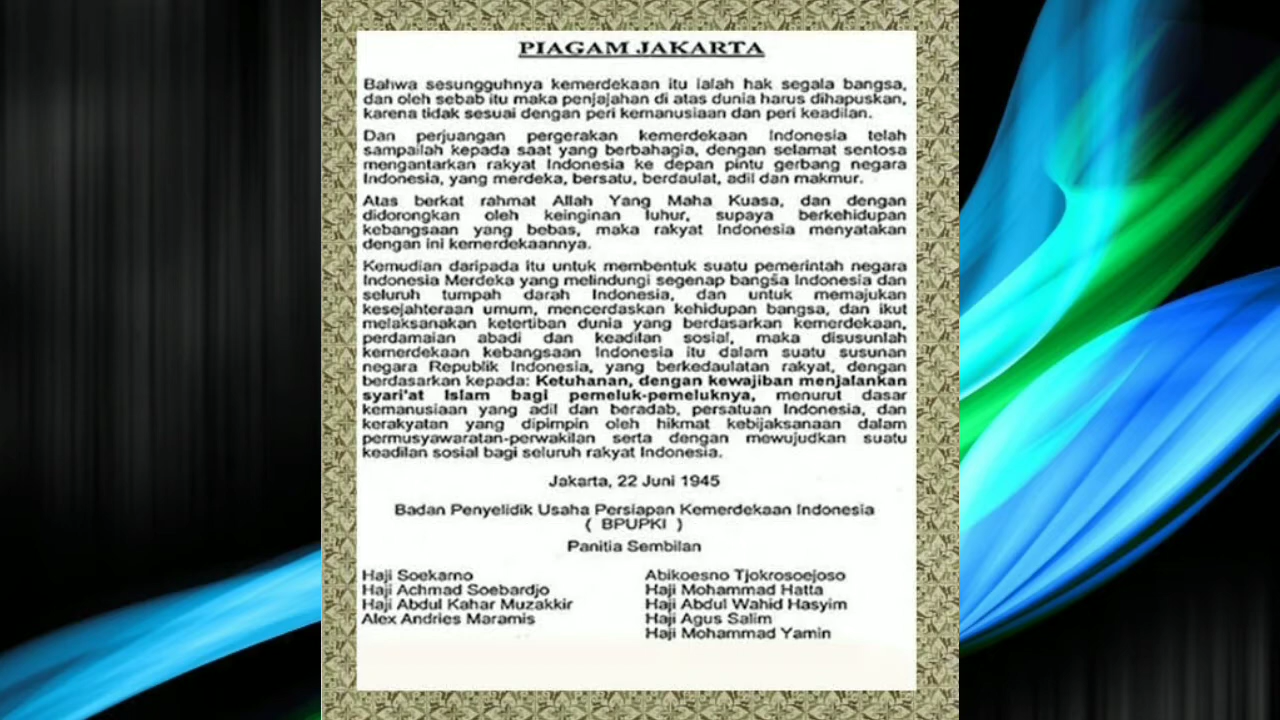 PIAGAM JAKARTA
Bahwa sesungguhnya kemerdekaan itu ialah hak segala bangsa,
dan oleh sebab itu maka penjajahan di atas dunia harus dihapuskan,
karena tidak sesuai dengan peri kemanusiaan dan peri keadilan.
Dan perjuangan pergerakan kemerdekaan Indonesia telah
sampailah kepada saat yang berbahagia, dengan selamat sentosa
mengantarkan rakyat Indonesia ke depan pintu gerbang negara
Indonesia, yang merdeka, bersatu, berdaulat, adil dan makmur.
Atas berkat rahmat Allah Yang Maha Kuasa, dan dengan
didorongkan oleh keinginan luhur, supaya berkehidupan
kebangsaan yang bebas, maka rakyat Indonesia menyatakan
dengan ini kemerdekaannya.
Kemudian daripada itu untuk membentuk suatu pemerintah negara
Indonesia Merdeka yang melindungi segenap bangsa Indonesia dan
seluruh tumpah darah Indonesia, dan untuk memajukan
kesejahteraan umum, mencerdaskan kehidupan bangsa, dan ikut
melaksanakan ketertiban dunia yang berdasarkan kemerdekaan,
perdamaian abadi dan keadilan sosial, maka disusunlah
kemerdekaan kebangsaan Indonesia itu dalam suatu susunan
negara Republik Indonesia, yang berkedaulatan rakyat, dengan
berdasarkan kepada: Ketuhanan, dengan kewajiban menjalankan
syari'at Islam bagi pemeluk-pemeluknya, menurut dasar
kemanusiaan yang adil dan beradab, persatuan Indonesia, dan
kerakyatan yang dipimpin oleh hikmat kebijaksanaan dalam
permusyawaratan-perwakilan serta dengan mewujudkan suatu
keadilan sosial bagi seluruh rakyat Indonesia.
Jakarta, 22 Juni 1945
Badan Penyelidik Usaha Persiapan Kemerdekaan Indonesia
( BPUPKI )
Panitia Sembilan
Haji Soekarno
Haji Achmad Soebardjo
Haji Abdul Kahar Muzakkir
Alex Andries Maramis
Abikoesno Tjokrosoejoso
Haji Mohammad Hatta
Haji Abdul Wahid Hasyim
Haji Agus Salim
Haji Mohammad Yamin